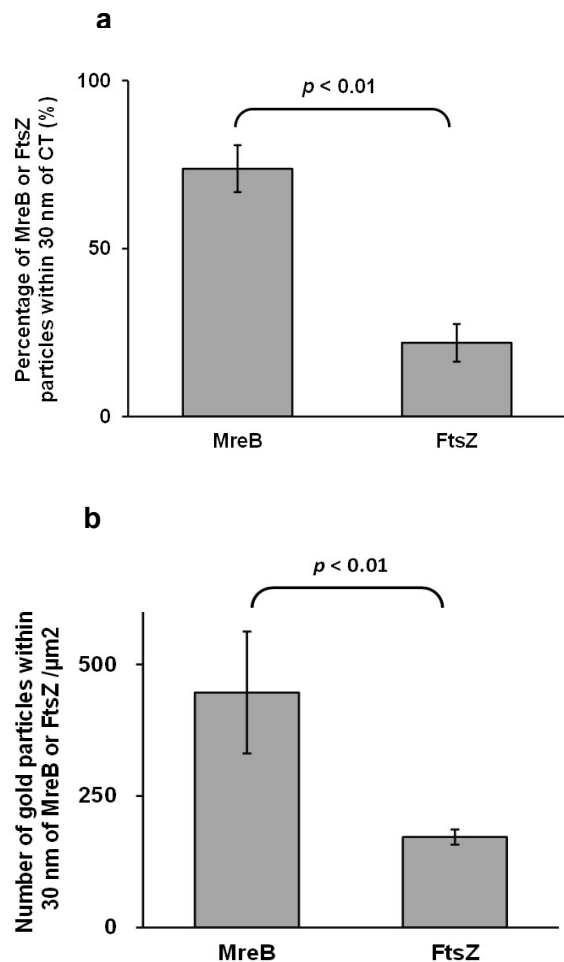 a
Percentage of MreB or FtsZ
particles within 30 nm of CT (%)
100
50
0
p < 0.01
MreB
FtsZ
b
Number of gold particles within
30 nm of MreB or FtsZ /µm2
500
250
0
p < 0.01
MreB
FtsZ